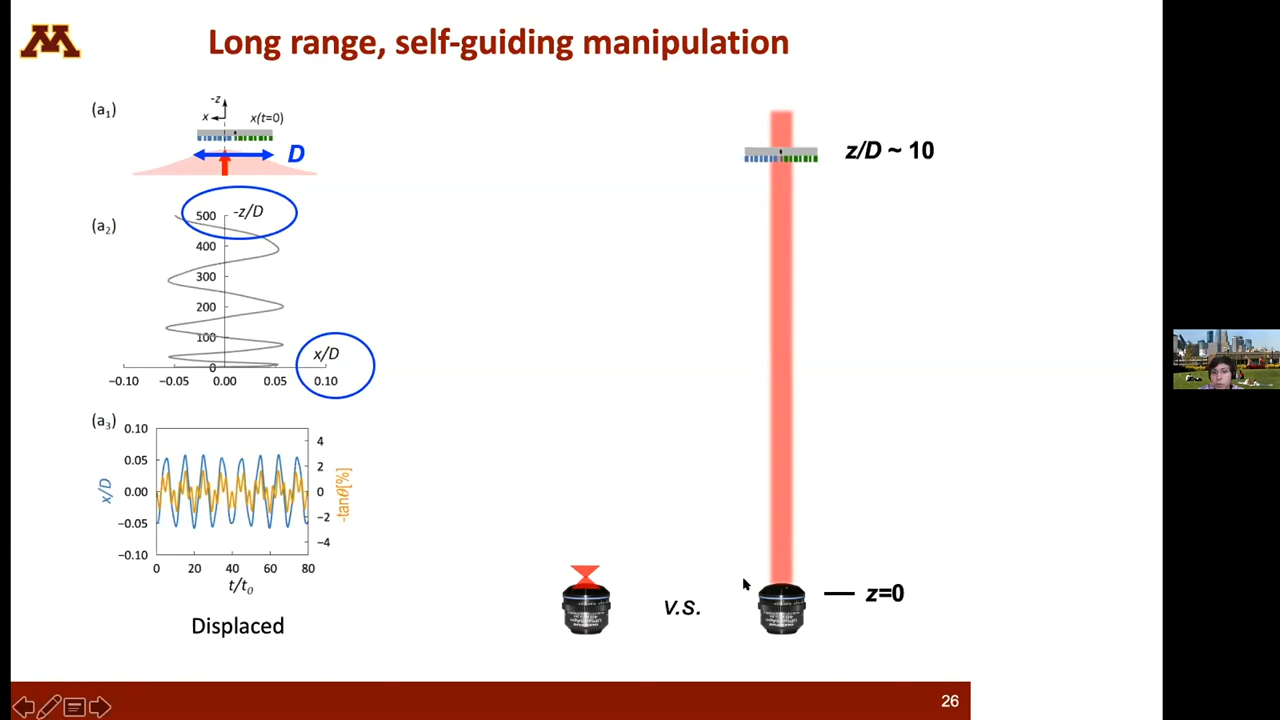 M
Long range, self-guiding manipulation
(a1)
-z
x
x(t=0)
D
(a2)
-z/D
500
400
300
200
100
0
x/D
−0.10
−0.05
0.00
0.05
0.10
(a3)
0.10
0.05
0.00
−0.05
−0.10
x/D
4
2
0
−2
−4
-tanθ[%]
0
20
40
60
80
t/t0
Displaced
z/D ~ 10
v.s.
z=0
26